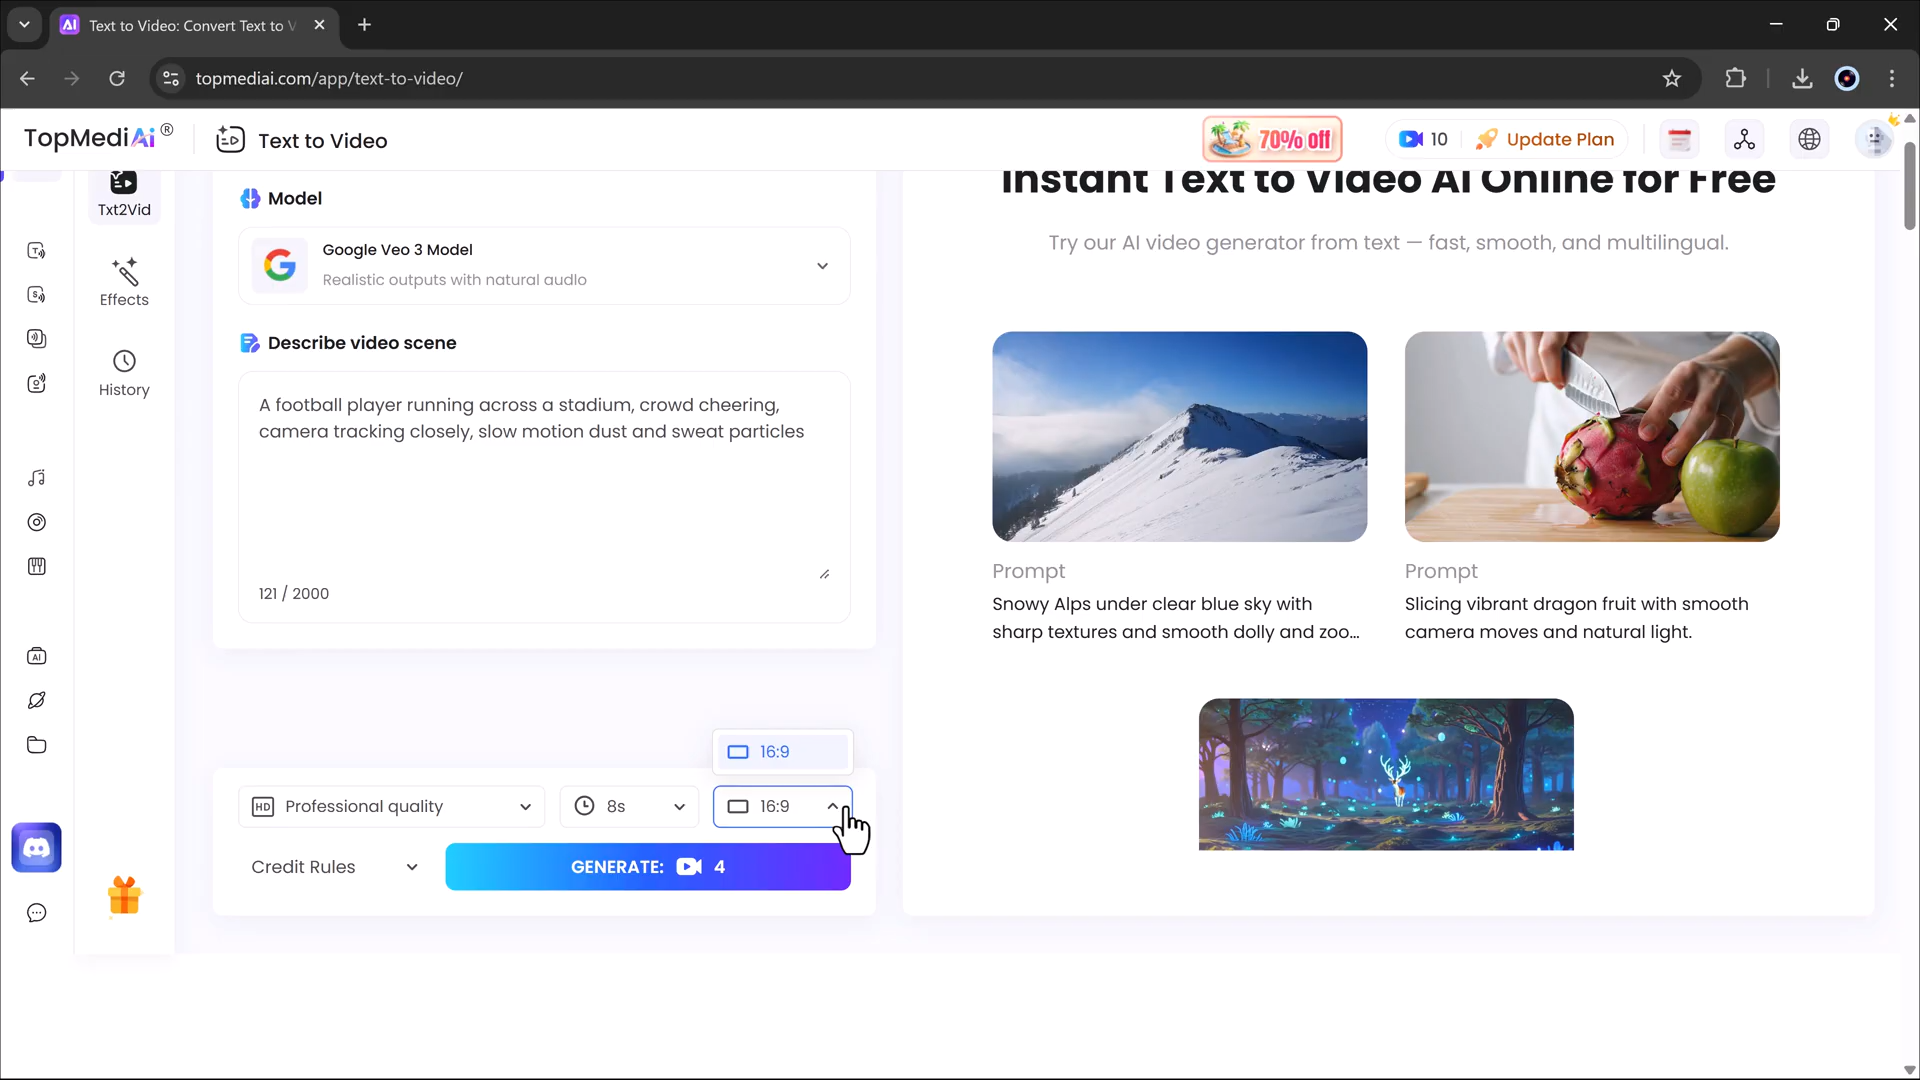 Text to Video: Convert Text to V
topmediai.com/app/text-to-video/
TopMediAi®
Text to Video
70% off
10
Update Plan
Txt2Vid
Effects
History
Model
Google Veo 3 Model
Realistic outputs with natural audio
Describe video scene
A football player running across a stadium, crowd cheering,
camera tracking closely, slow motion dust and sweat particles
121 / 2000
16:9
HD Professional quality
8s
16:9
Credit Rules
GENERATE: 4
Instant Text to Video AI Online for Free
Try our AI video generator from text — fast, smooth, and multilingual.
Prompt
Snowy Alps under clear blue sky with
sharp textures and smooth dolly and zoo...
Prompt
Slicing vibrant dragon fruit with smooth
camera moves and natural light.